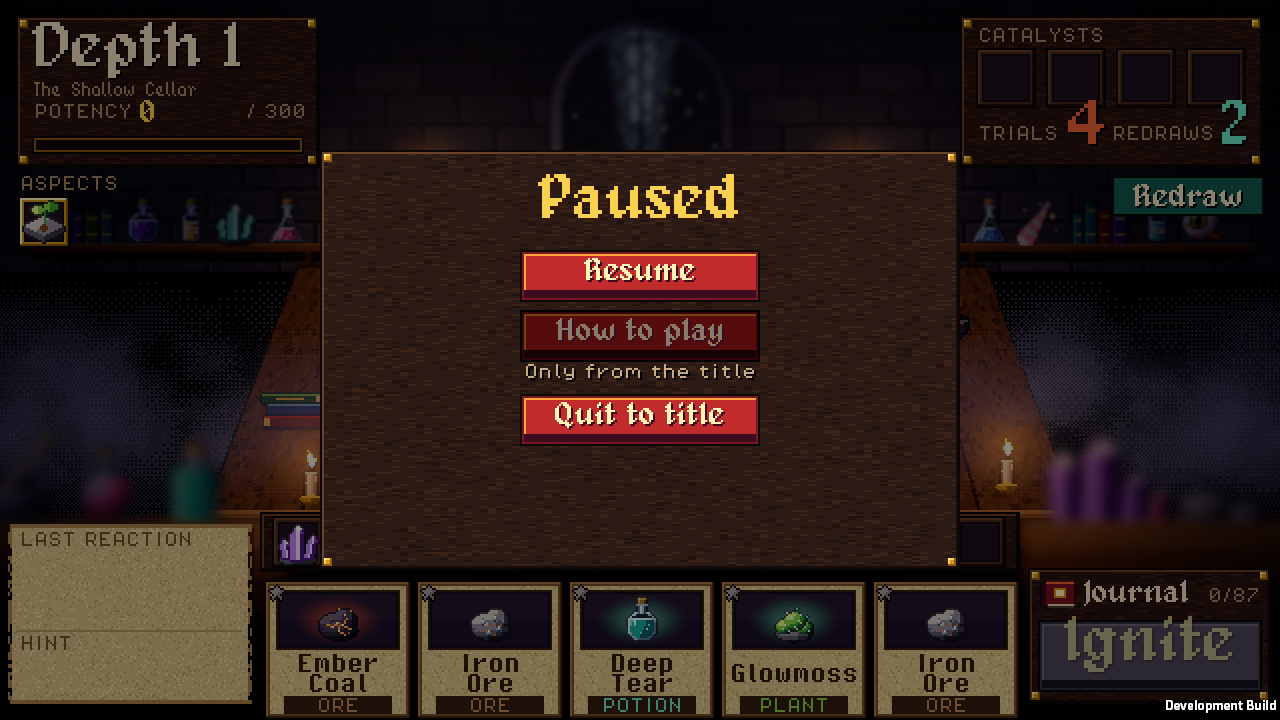 Depth 1
The Shallow Cellar
POTENCY 0 / 300
ASPECTS
CATALYSTS
TRIALS 4 REDRAWS 2
Redraw
Paused
Resume
How to play
Only from the title
Quit to title
LAST REACTION
HINT
Ember
Coal
ORE
Iron
Ore
ORE
Deep
Tear
POTION
Glowmoss
PLANT
Iron
Ore
ORE
Journal 0/87
Ignite
Development Build